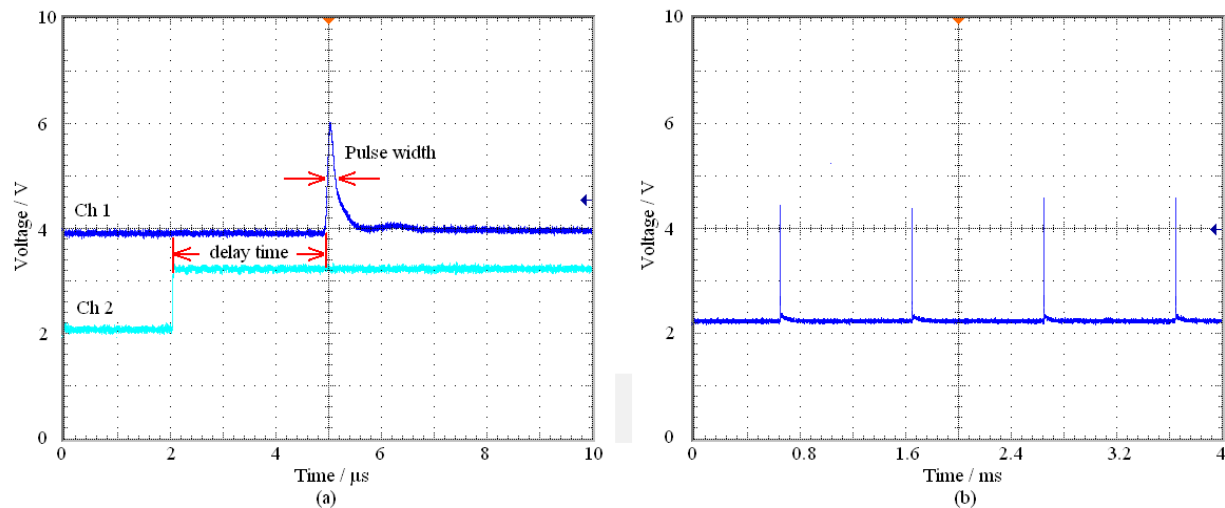 10
8
6
4
2
0
Voltage / V
Ch 1
Ch 2
Pulse width
delay time
0 2 4 6 8 10
Time / μs
(a)
10
8
6
4
2
0
Voltage / V
0 0.8 1.6 2.4 3.2 4
Time / ms
(b)